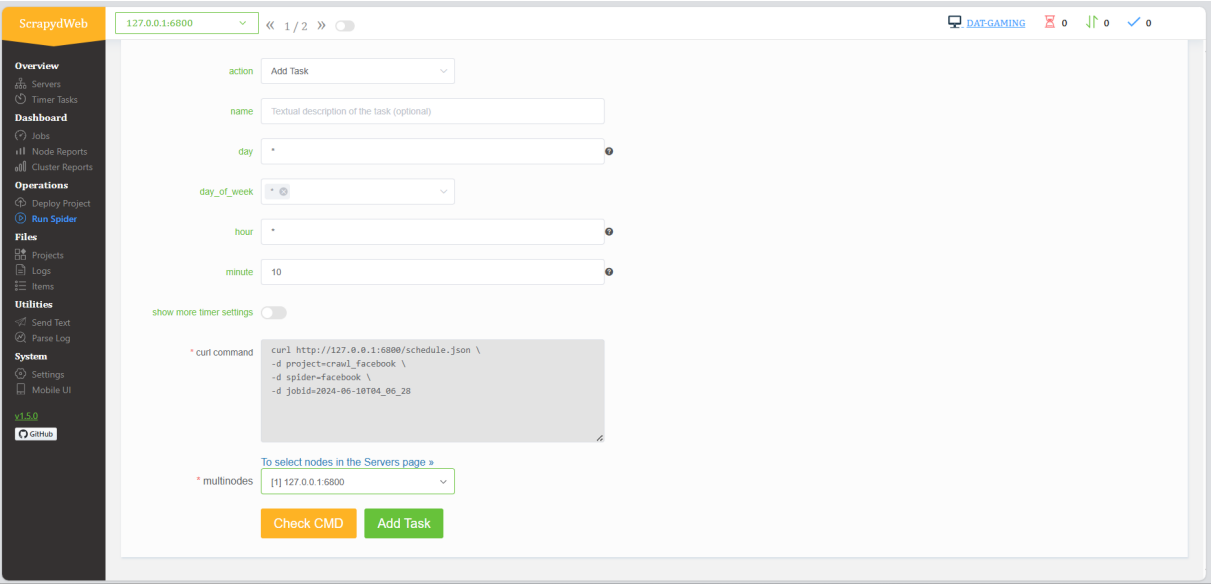 ScrapydWeb
127.0.0.1:6800
« 1 / 2 »
DAT-GAMING
0
0
0
Overview
Servers
Timer Tasks
Dashboard
Jobs
Node Reports
Cluster Reports
Operations
Deploy Project
Run Spider
Files
Projects
Logs
Items
Utilities
Send Text
Parse Log
System
Settings
Mobile UI
v1.5.0
GitHub
action Add Task
name Textual description of the task (optional)
day * ?
day_of_week *
hour * ?
minute 10 ?
show more timer settings
* curl command
curl http://127.0.0.1:6800/schedule.json \
-d project=crawl_facebook \
-d spider=facebook \
-d jobid=2024-06-10T04_06_28
To select nodes in the Servers page »
* multinodes [1] 127.0.0.1:6800
Check CMD Add Task